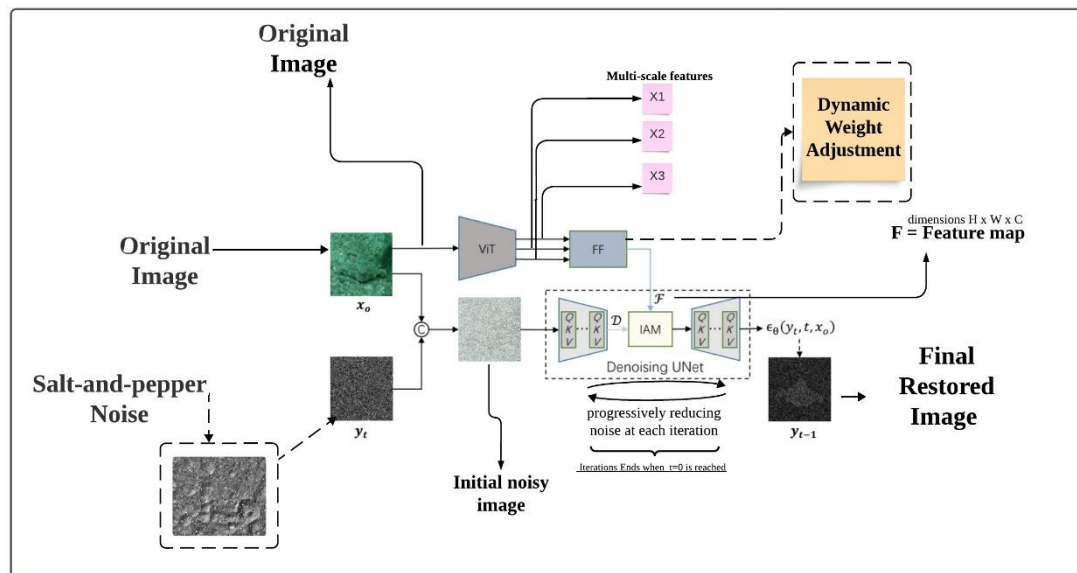 Original
Image
Multi-scale features
X1
X2
X3
Dynamic
Weight
Adjustment
dimensions H x W x C
F = Feature map
Original
Image
ViT
FF
x₀
C
F
D
Q
K
V
...
Q
K
V
IAM
Q
K
V
...
Q
K
V
ϵ_θ(y_t, t, x_o)
Denoising UNet
Salt-and-pepper
Noise
y_t
Final
Restored
Image
progressively reducing
noise at each iteration
y_{t-1}
Iterations Ends when t=0 is reached
Initial noisy
image